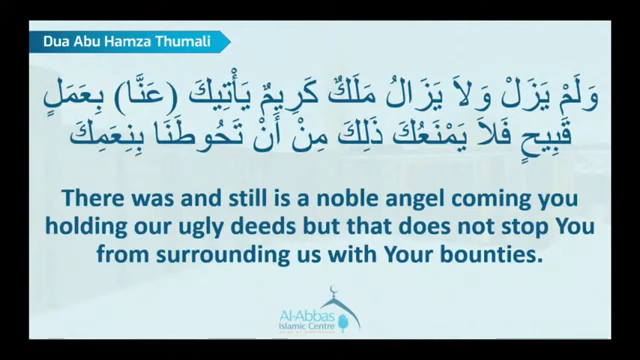 Dua Abu Hamza Thumali
وَلَمْ يَزَلْ وَلاَ يَزَالُ مَلَكٌ كَرِيمٌ يَأْتِيكَ (عَنَّا) بِعَمَلٍ
قَبِيحٍ فَلاَ يَمْنَعُكَ ذَلِكَ مِنْ أَنْ تَحُوطَنَا بِنِعَمِكَ
There was and still is a noble angel coming you
holding our ugly deeds but that does not stop You
from surrounding us with Your bounties.
Al-Abbas
Islamic Centre